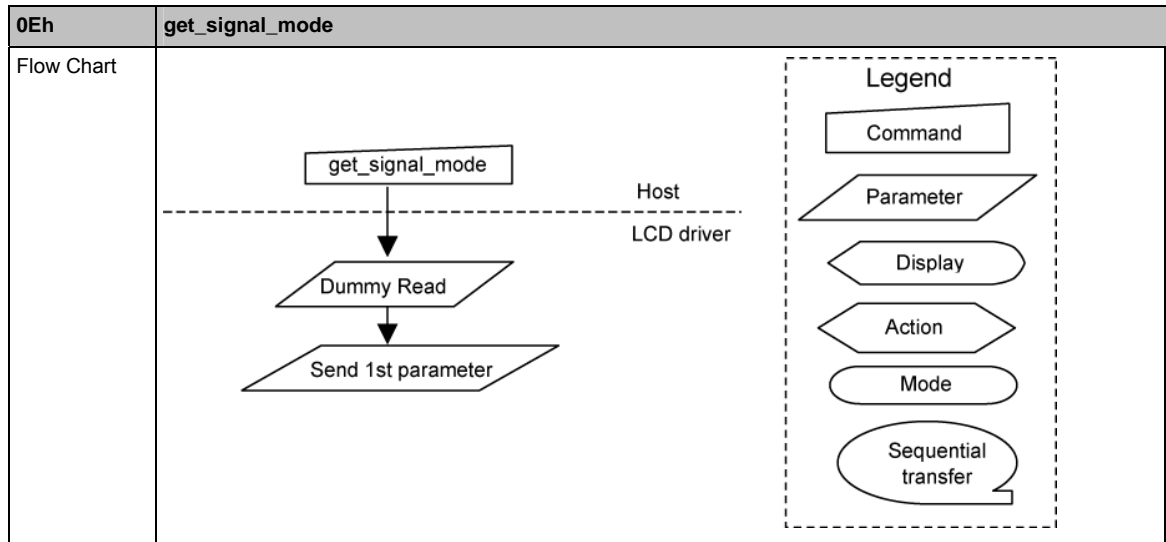 0Eh get_signal_mode
Flow Chart
get_signal_mode
Host
LCD driver
Dummy Read
Send 1st parameter
Legend
Command
Parameter
Display
Action
Mode
Sequential
transfer